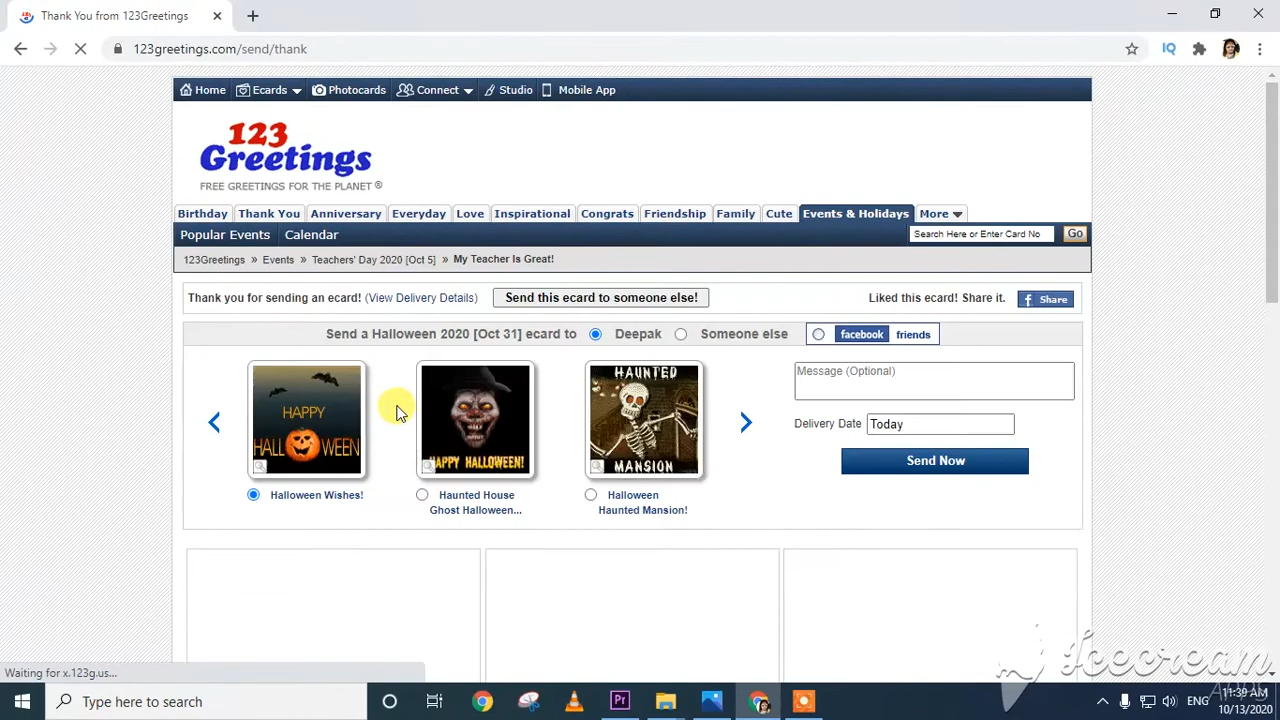 Thank You from 123Greetings
123greetings.com/send/thank
Home Ecards Photocards Connect Studio Mobile App
123
Greetings
FREE GREETINGS FOR THE PLANET ®
Birthday Thank You Anniversary Everyday Love Inspirational Congrats Friendship Family Cute Events & Holidays More
Popular Events Calendar Search Here or Enter Card No Go
123Greetings » Events » Teachers' Day 2020 [Oct 5] » My Teacher Is Great!
Thank you for sending an ecard! (View Delivery Details) Send this ecard to someone else! Liked this ecard! Share it. f Share
Send a Halloween 2020 [Oct 31] ecard to Deepak Someone else facebook friends
HAPPY
HALLOWEEN
HAPPY HALLOWEEN!
HAUNTED
MANSION
Message (Optional)
Delivery Date Today
Send Now
Halloween Wishes!
Haunted House
Ghost Halloween...
Halloween
Haunted Mansion!
Waiting for x.123g.us...
Icecream
APPS
Type here to search
Pr
ENG
11:39 AM
10/13/2020
IQ